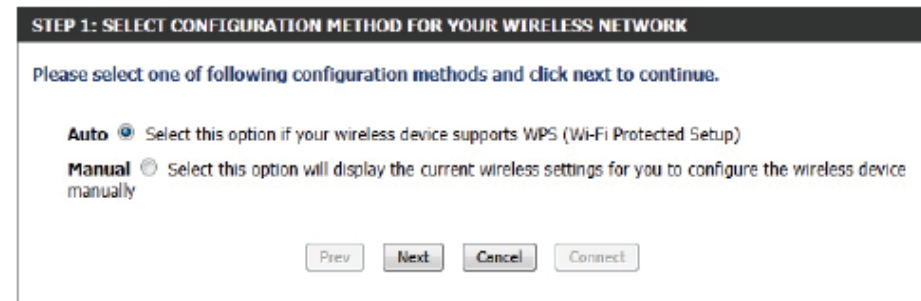 STEP 1: SELECT CONFIGURATION METHOD FOR YOUR WIRELESS NETWORK
Please select one of following configuration methods and click next to continue.
Auto Select this option if your wireless device supports WPS (Wi-Fi Protected Setup)
Manual Select this option will display the current wireless settings for you to configure the wireless device
manually
Prev Next Cancel Connect